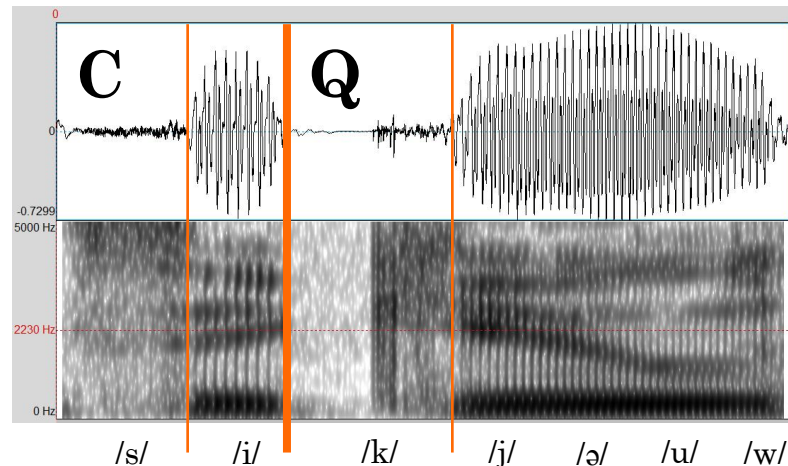 0
C Q
0
-0.7299
5000 Hz
2230 Hz
0 Hz
/s/ /i/ /k/ /j/ /ə/ /u/ /w/